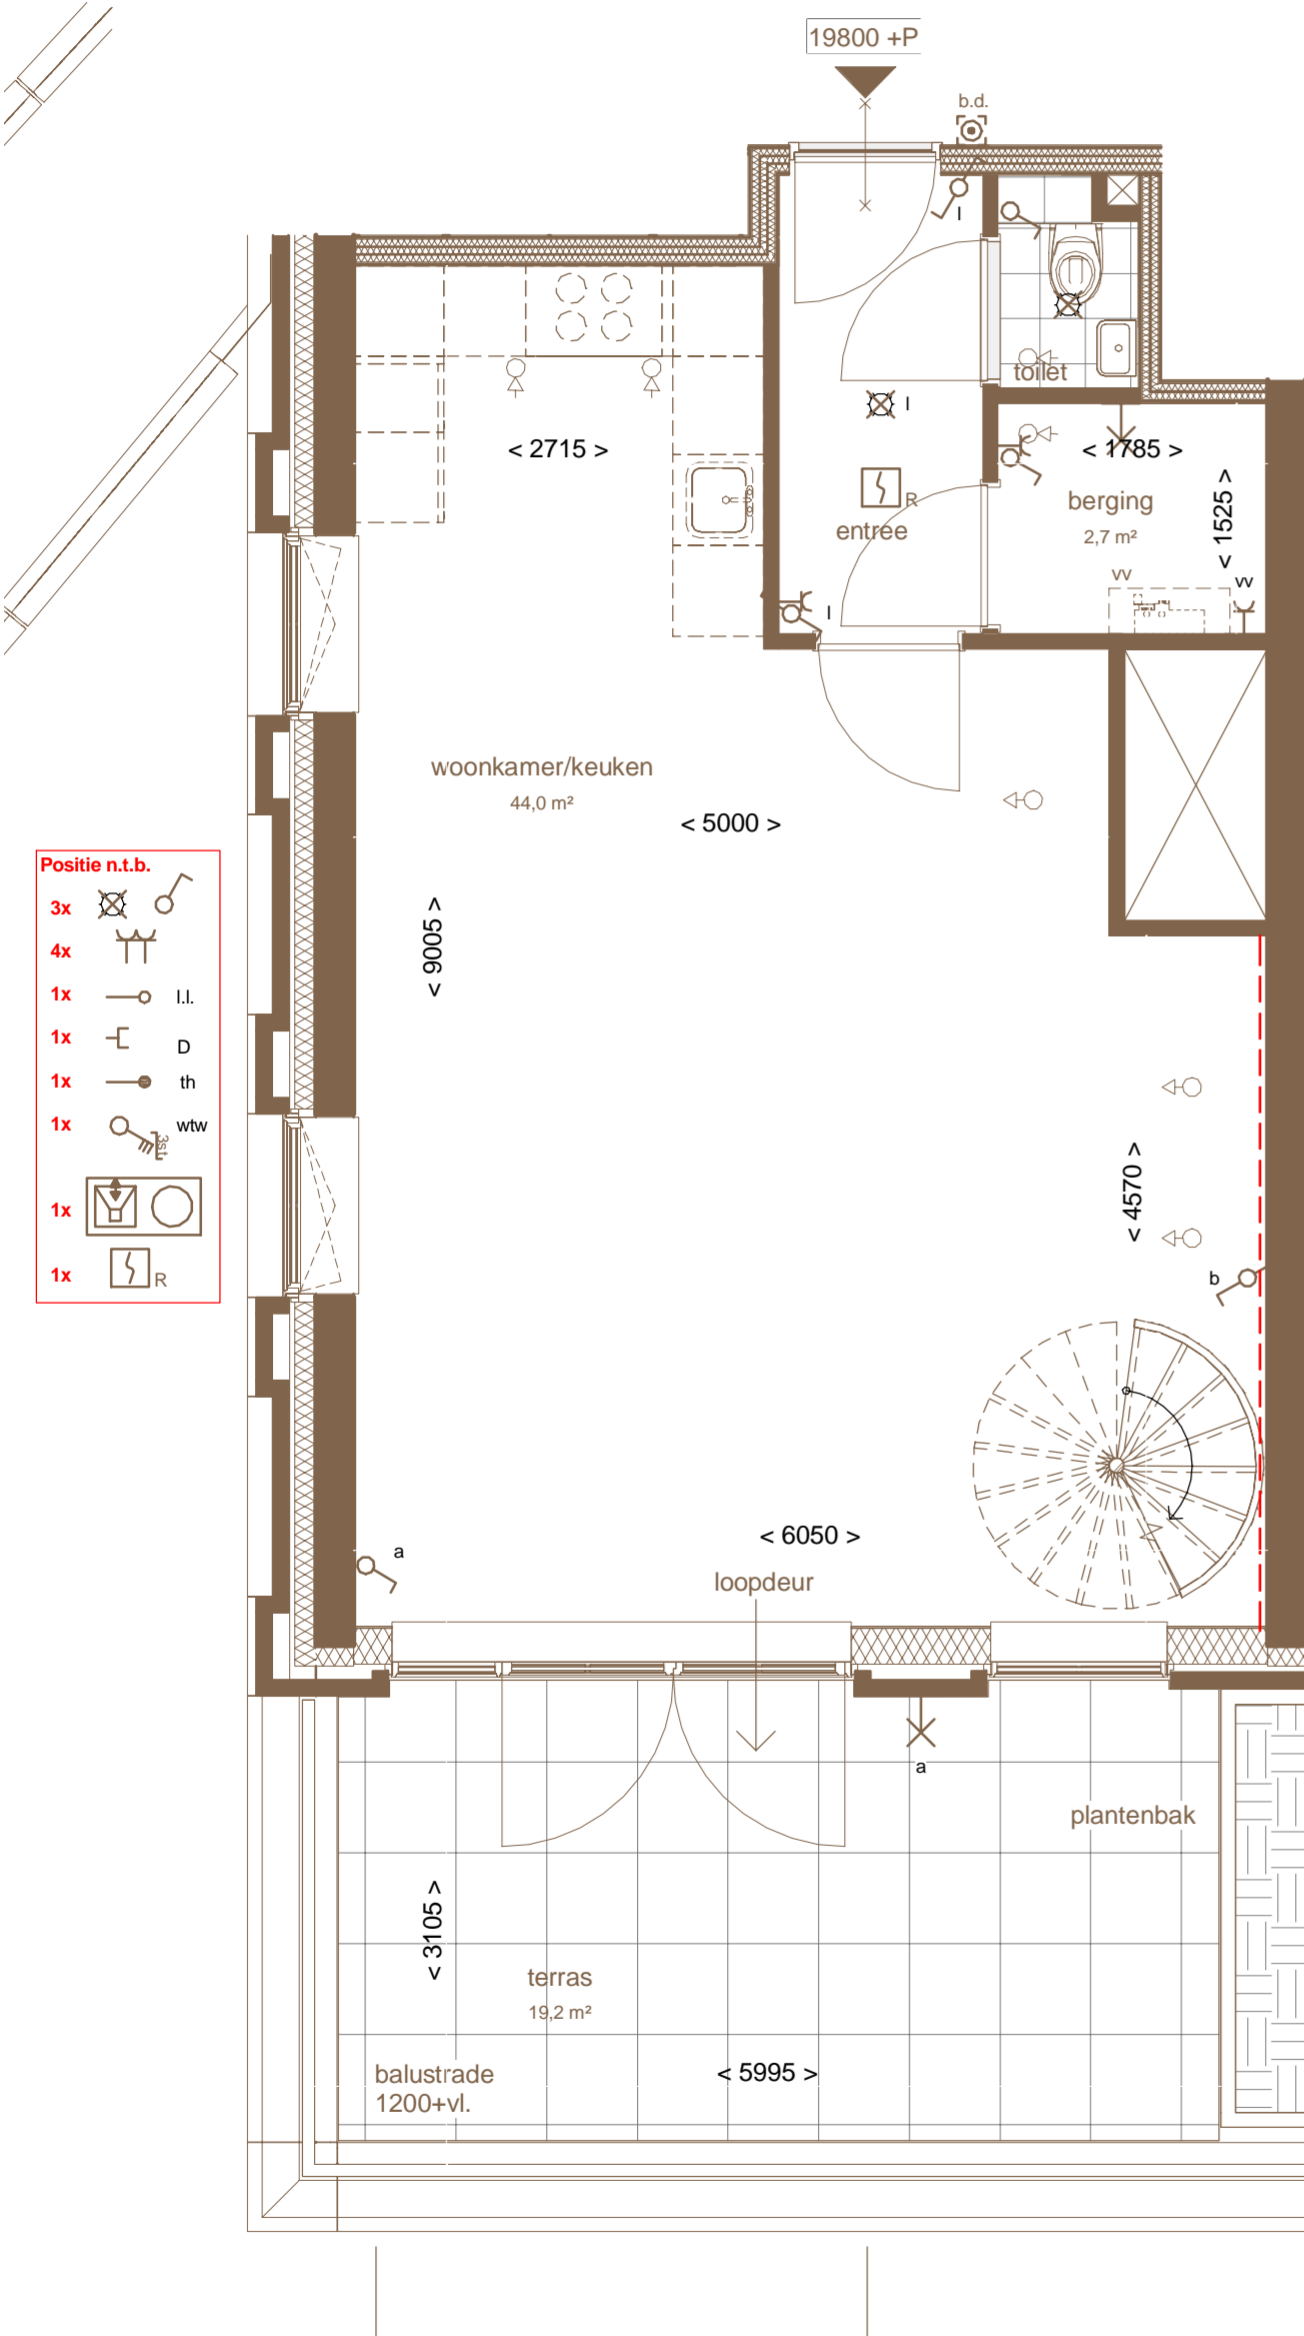 19800 +P
b.d.
l
toilet
l
< 2715 >
< 1785 >
R
berging
2,7 m²
< 1525 >
entree
vv
vv
l
woonkamer/keuken
44,0 m²
< 5000 >
< 9005 >
Positie n.t.b.
3x
4x
1x l.l.
1x D
1x th
1x 3st wtw
1x
1x R
< 4570 >
b
< 6050 >
a
loopdeur
a
plantenbak
< 3105 >
terras
19,2 m²
balustrade
1200+vl.
< 5995 >